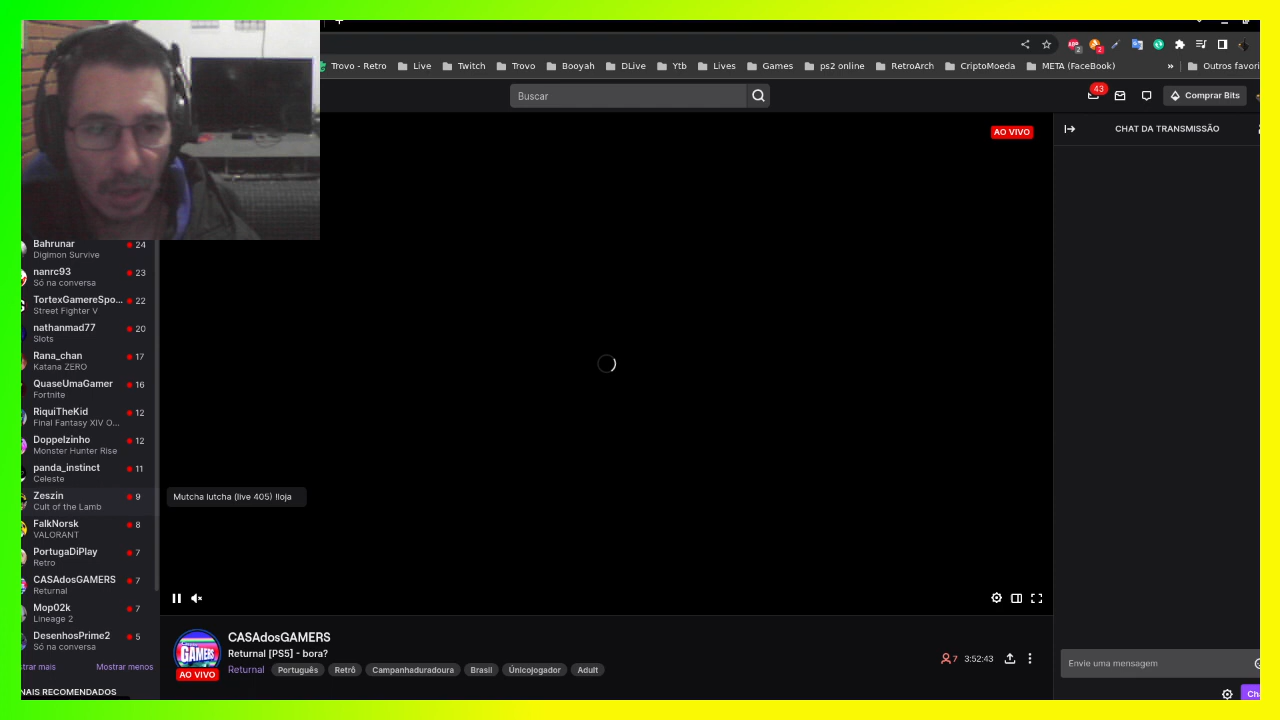 Trovo - Retro
Live
Twitch
Trovo
Booyah
DLive
Ytb
Lives
Games
ps2 online
RetroArch
CriptoMoeda
META (FaceBook)
»
Outros favori
Buscar
43
Comprar Bits
AO VIVO
CHAT DA TRANSMISSÃO
Bahrunar 24
Digimon Survive
nanrc93 23
Só na conversa
TortexGamereSpo... 22
Street Fighter V
nathanmad77 20
Slots
Rana_chan 17
Katana ZERO
QuaseUmaGamer 16
Fortnite
RiquiTheKid 12
Final Fantasy XIV O...
Doppelzinho 12
Monster Hunter Rise
panda_instinct 11
Celeste
Zeszin 9
Cult of the Lamb
Mutcha lutcha (live 405) !loja
FalkNorsk 8
VALORANT
PortugaDiPlay 7
Retro
CASAdosGAMERS 7
Returnal
Mop02k 7
Lineage 2
DesenhosPrime2 5
Só na conversa
strar mais Mostrar menos
NAIS RECOMENDADOS
GAMERS
AO VIVO
CASAdosGAMERS
Returnal [PS5] - bora?
Returnal Português Retrô Campanhaduradoura Brasil Únicojogador Adult
7 3:52:43
Envie uma mensagem